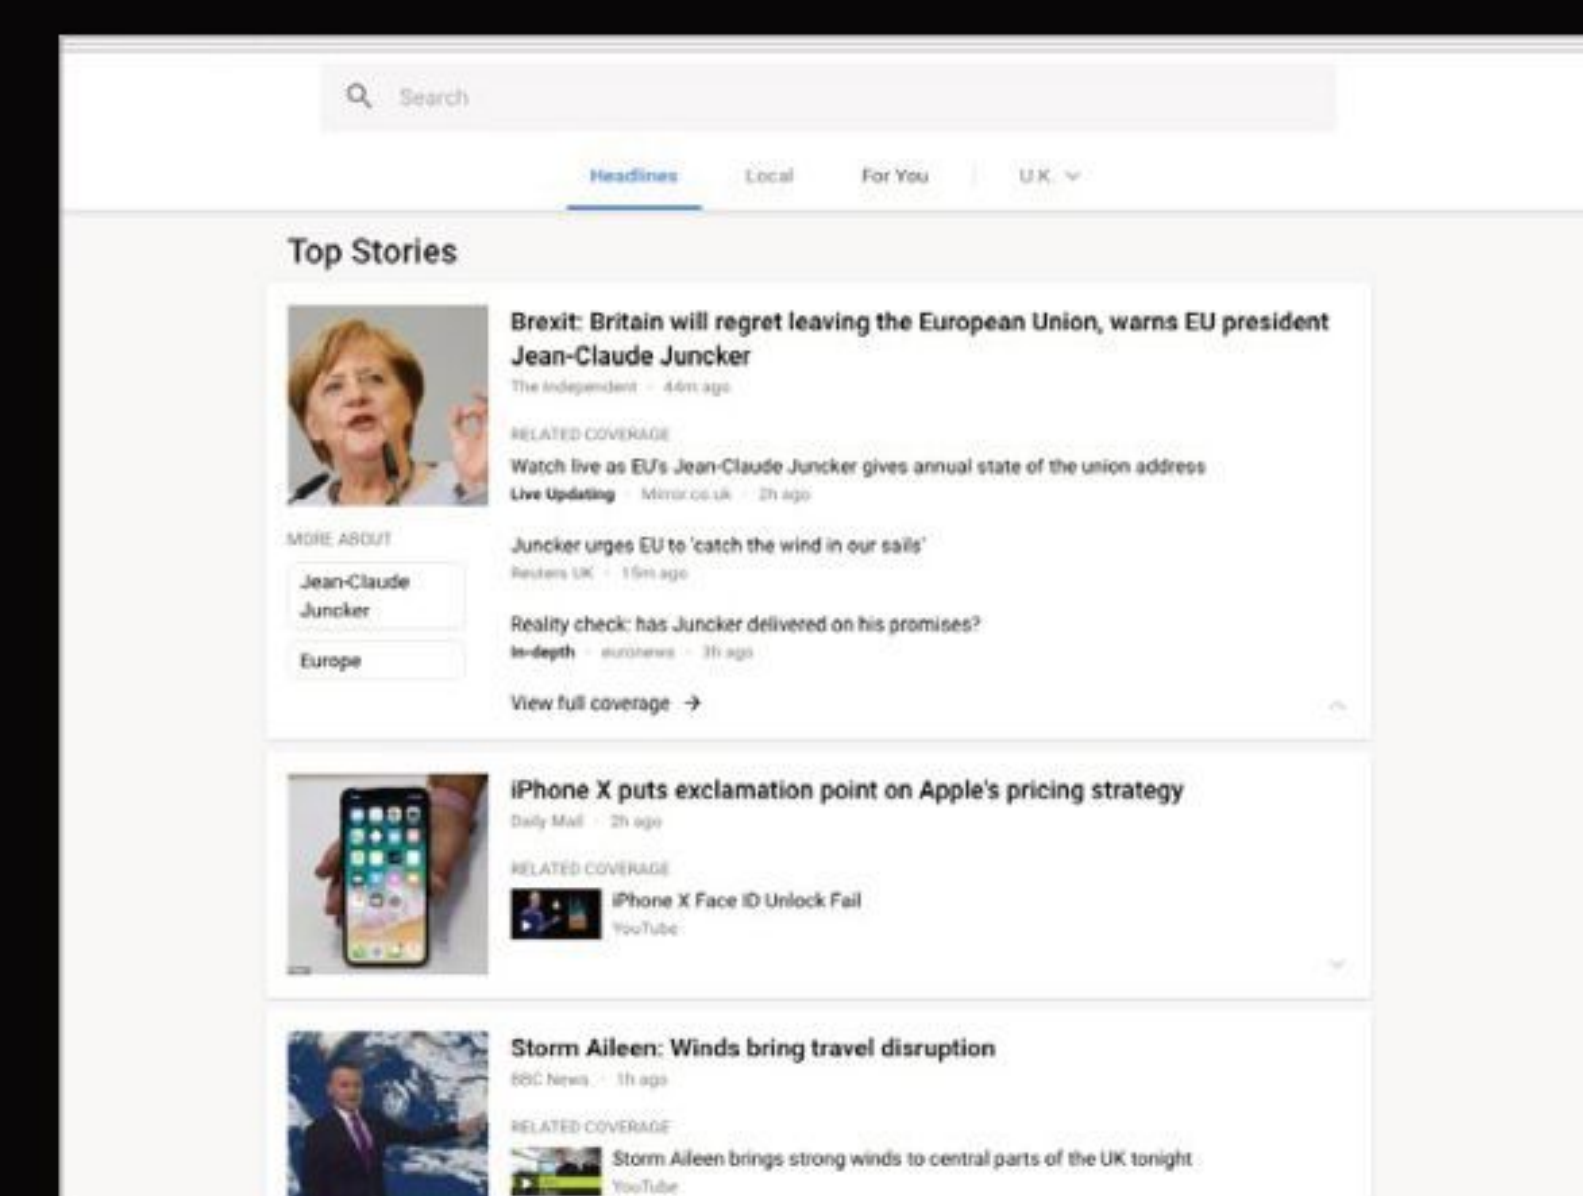 Search
Headlines
Local
For You
U.K.
Top Stories
Brexit: Britain will regret leaving the European Union, warns EU president
Jean-Claude Juncker
The Independent · 44m ago
RELATED COVERAGE
Watch live as EU's Jean-Claude Juncker gives annual state of the union address
Live Updating · Mirror.co.uk · 2h ago
Juncker urges EU to 'catch the wind in our sails'
Reuters UK · 15m ago
Reality check: has Juncker delivered on his promises?
In-depth · euronews · 3h ago
View full coverage →
MORE ABOUT
Jean-Claude
Juncker
Europe
iPhone X puts exclamation point on Apple's pricing strategy
Daily Mail · 2h ago
RELATED COVERAGE
iPhone X Face ID Unlock Fail
YouTube
Storm Aileen: Winds bring travel disruption
BBC News · 1h ago
RELATED COVERAGE
Storm Aileen brings strong winds to central parts of the UK tonight
YouTube